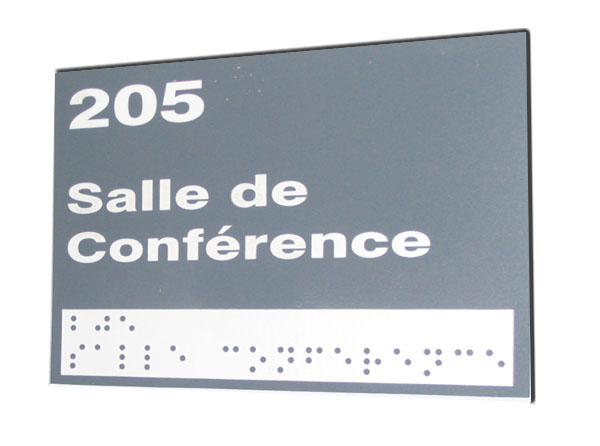 205
Salle de
Conférence
⠃⠚⠑
⠎⠁⠇⠇⠑ ⠉⠕⠝⠋⠑⠗⠑⠝⠉⠑